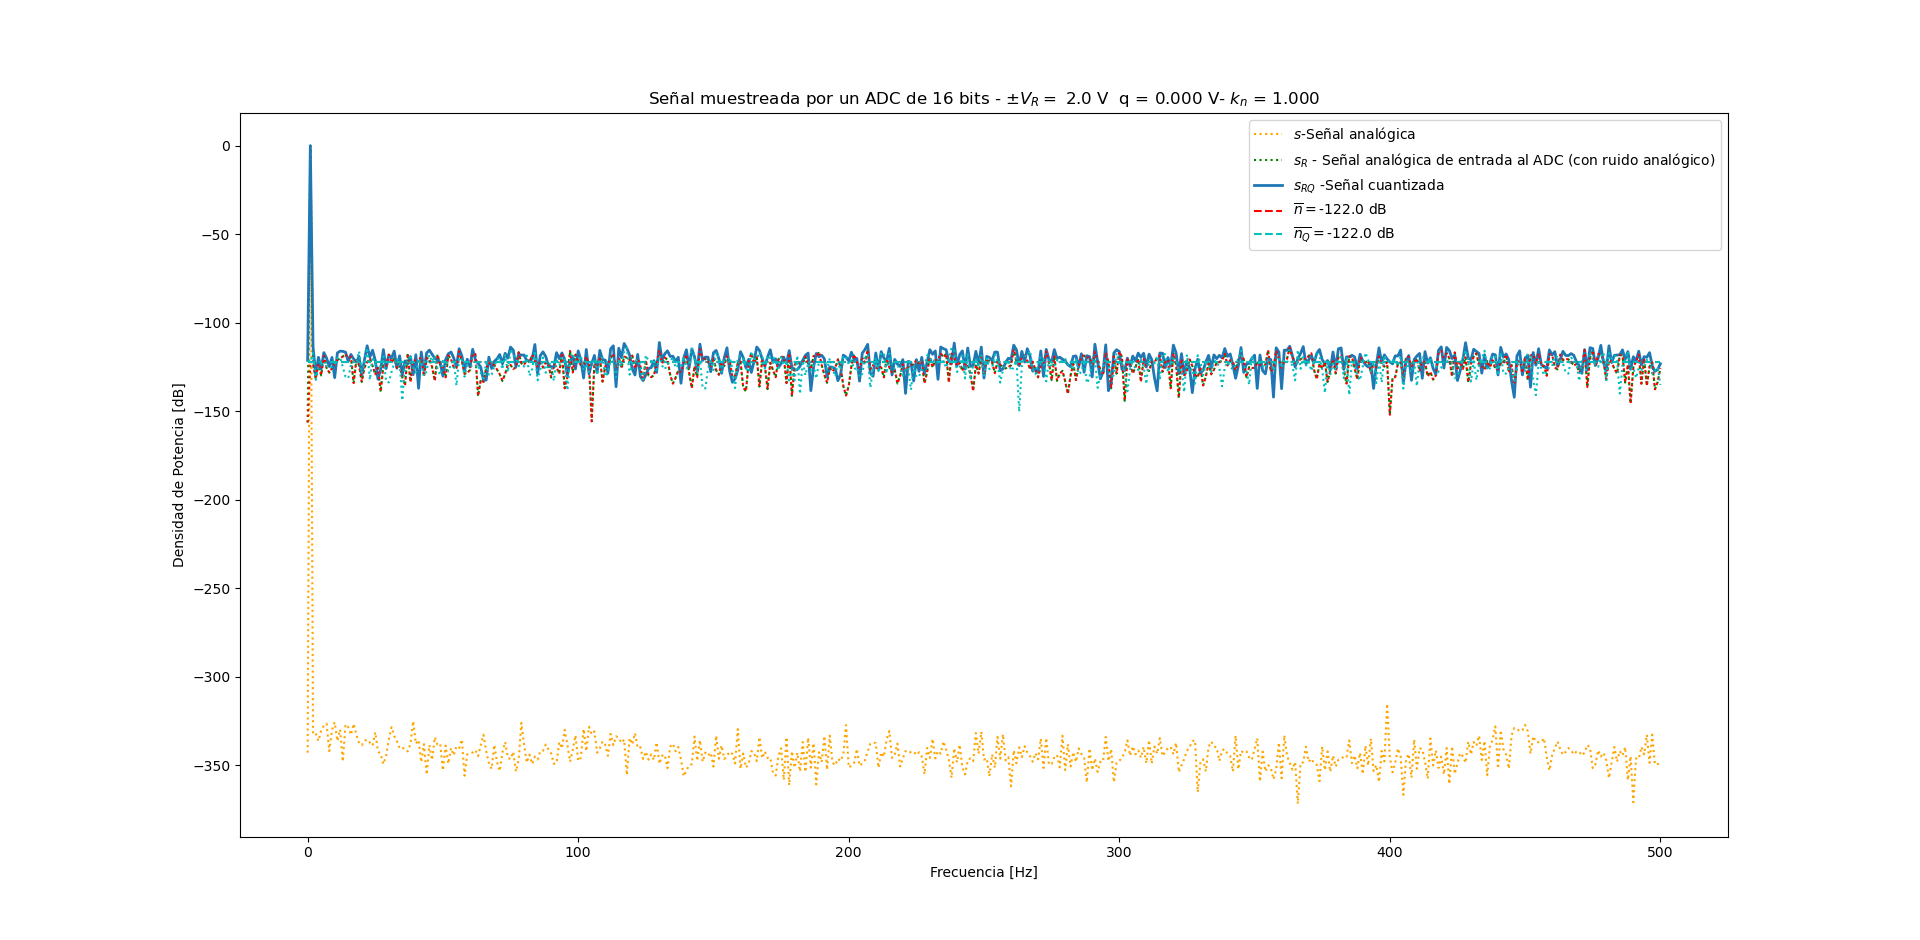 Señal muestreada por un ADC de 16 bits - ±V_R = 2.0 V q = 0.000 V- k_n = 1.000
s-Señal analógica
s_R - Señal analógica de entrada al ADC (con ruido analógico)
s_RQ -Señal cuantizada
n̅ = -122.0 dB
n̅_Q̅ = -122.0 dB
Densidad de Potencia [dB]
0
−50
−100
−150
−200
−250
−300
−350
0 100 200 300 400 500
Frecuencia [Hz]